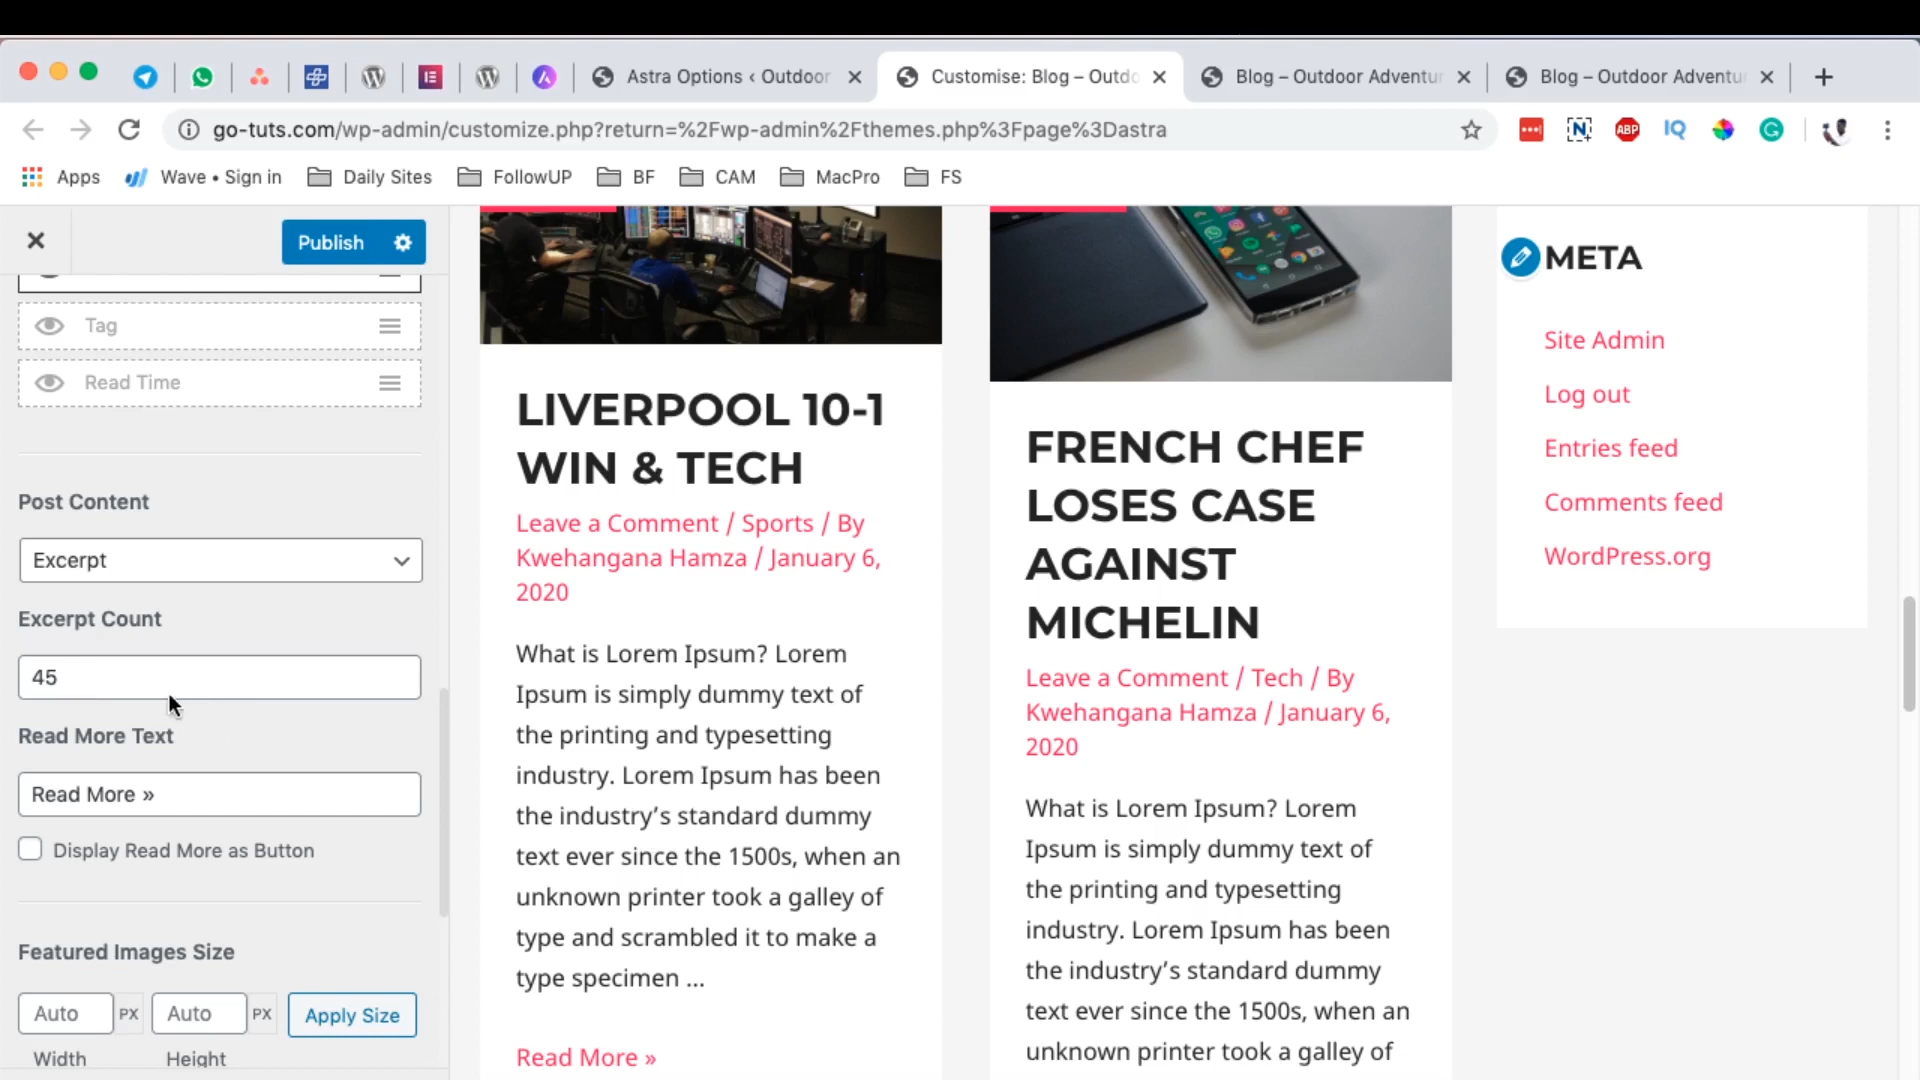 Astra Options ‹ Outdoor
Customise: Blog – Outdo
Blog – Outdoor Adventur
Blog – Outdoor Adventu
go-tuts.com/wp-admin/customize.php?return=%2Fwp-admin%2Fthemes.php%3Fpage%3Dastra
ABP
IQ
Apps
Wave • Sign in
Daily Sites
FollowUP
BF
CAM
MacPro
FS
Publish
Tag
Read Time
Post Content
Excerpt
Excerpt Count
45
Read More Text
Read More »
Display Read More as Button
Featured Images Size
Auto PX Auto PX Apply Size
Width Height
LIVERPOOL 10-1
WIN & TECH
Leave a Comment / Sports / By
Kwehangana Hamza / January 6,
2020
What is Lorem Ipsum? Lorem
Ipsum is simply dummy text of
the printing and typesetting
industry. Lorem Ipsum has been
the industry’s standard dummy
text ever since the 1500s, when an
unknown printer took a galley of
type and scrambled it to make a
type specimen …
Read More »
FRENCH CHEF
LOSES CASE
AGAINST
MICHELIN
Leave a Comment / Tech / By
Kwehangana Hamza / January 6,
2020
What is Lorem Ipsum? Lorem
Ipsum is simply dummy text of
the printing and typesetting
industry. Lorem Ipsum has been
the industry’s standard dummy
text ever since the 1500s, when an
unknown printer took a galley of
META
Site Admin
Log out
Entries feed
Comments feed
WordPress.org